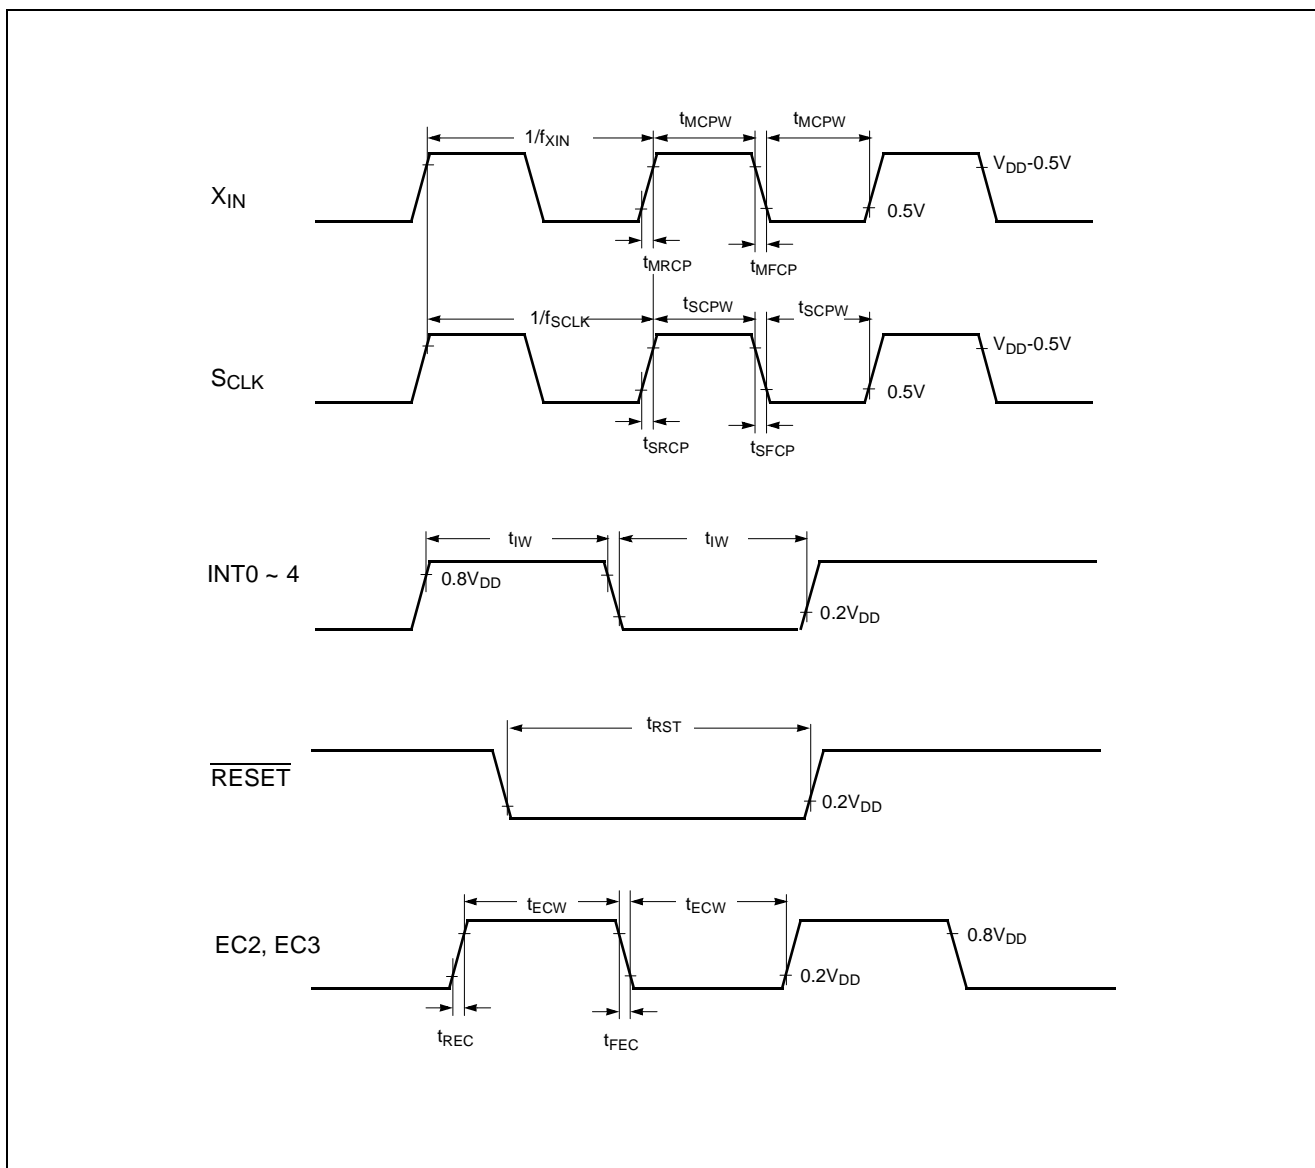 tMCPW tMCPW
1/fXIN
VDD-0.5V
XIN
0.5V
tMRCP tMFCP
tSCPW tSCPW
1/fSCLK
VDD-0.5V
SCLK
0.5V
tSRCP tSFCP
tIW tIW
INT0 ~ 4
0.8VDD
0.2VDD
tRST
RESET
0.2VDD
tECW tECW
EC2, EC3
0.8VDD
0.2VDD
tREC tFEC